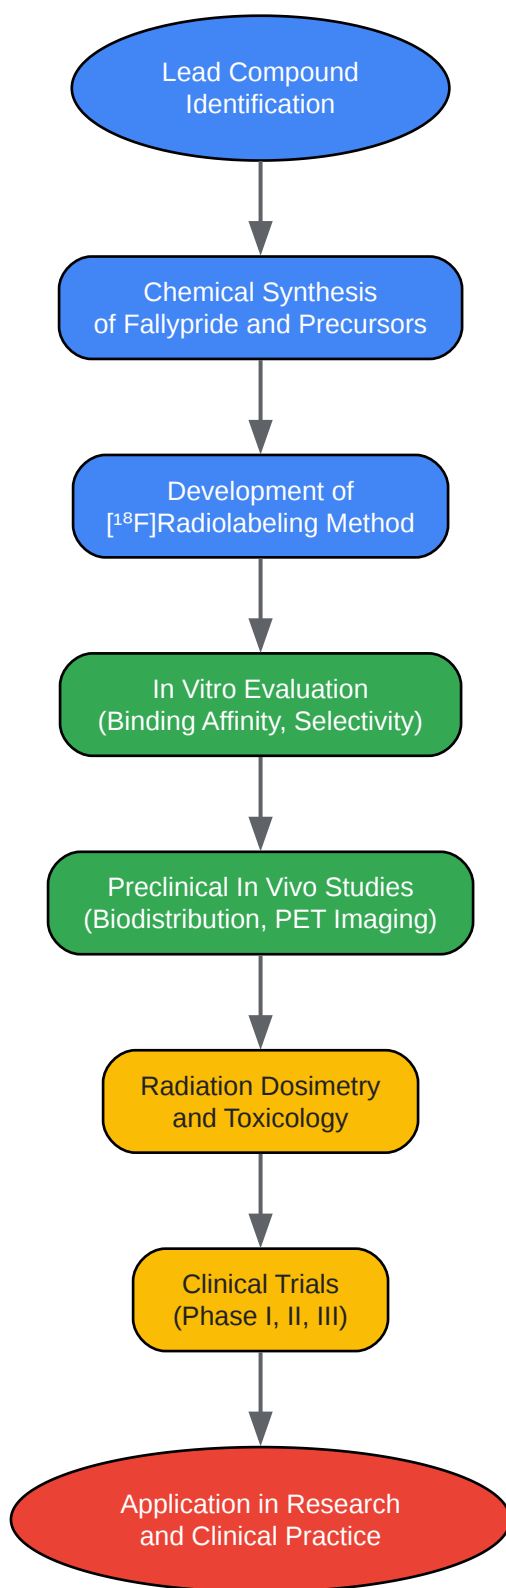 Lead Compound
Identification
Chemical Synthesis
of Fallypride and Precursors
Development of
[¹⁸F]Radiolabeling Method
In Vitro Evaluation
(Binding Affinity, Selectivity)
Preclinical In Vivo Studies
(Biodistribution, PET Imaging)
Radiation Dosimetry
and Toxicology
Clinical Trials
(Phase I, II, III)
Application in Research
and Clinical Practice